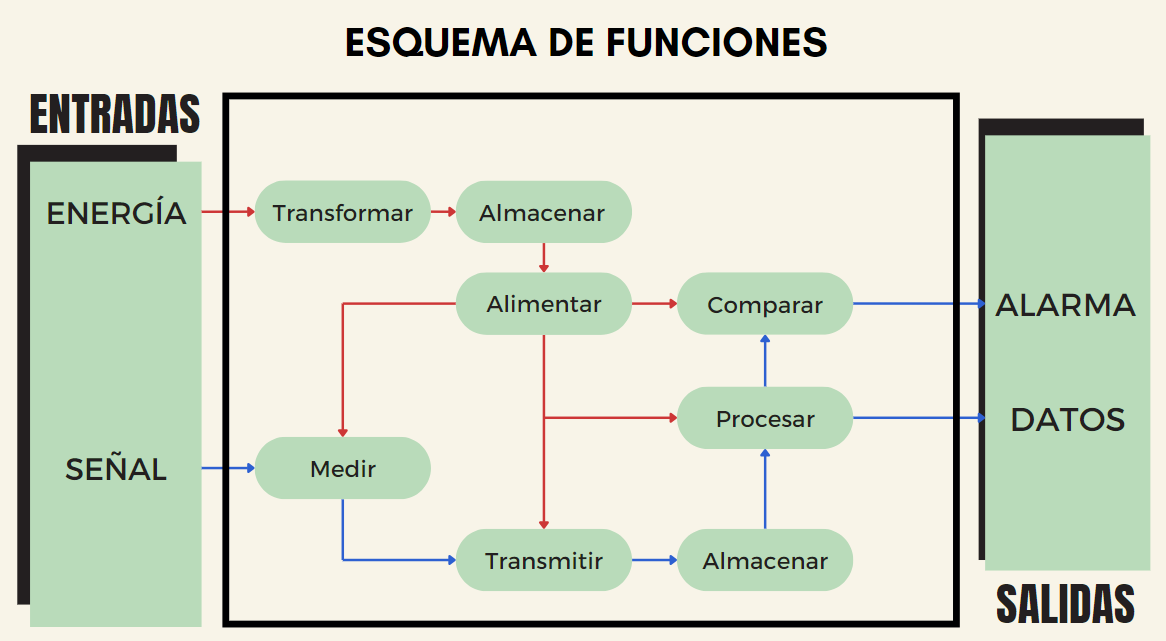 ESQUEMA DE FUNCIONES
ENTRADAS
ENERGÍA
Transformar
Almacenar
Alimentar
Comparar
ALARMA
Procesar
DATOS
SEÑAL
Medir
Transmitir
Almacenar
SALIDAS